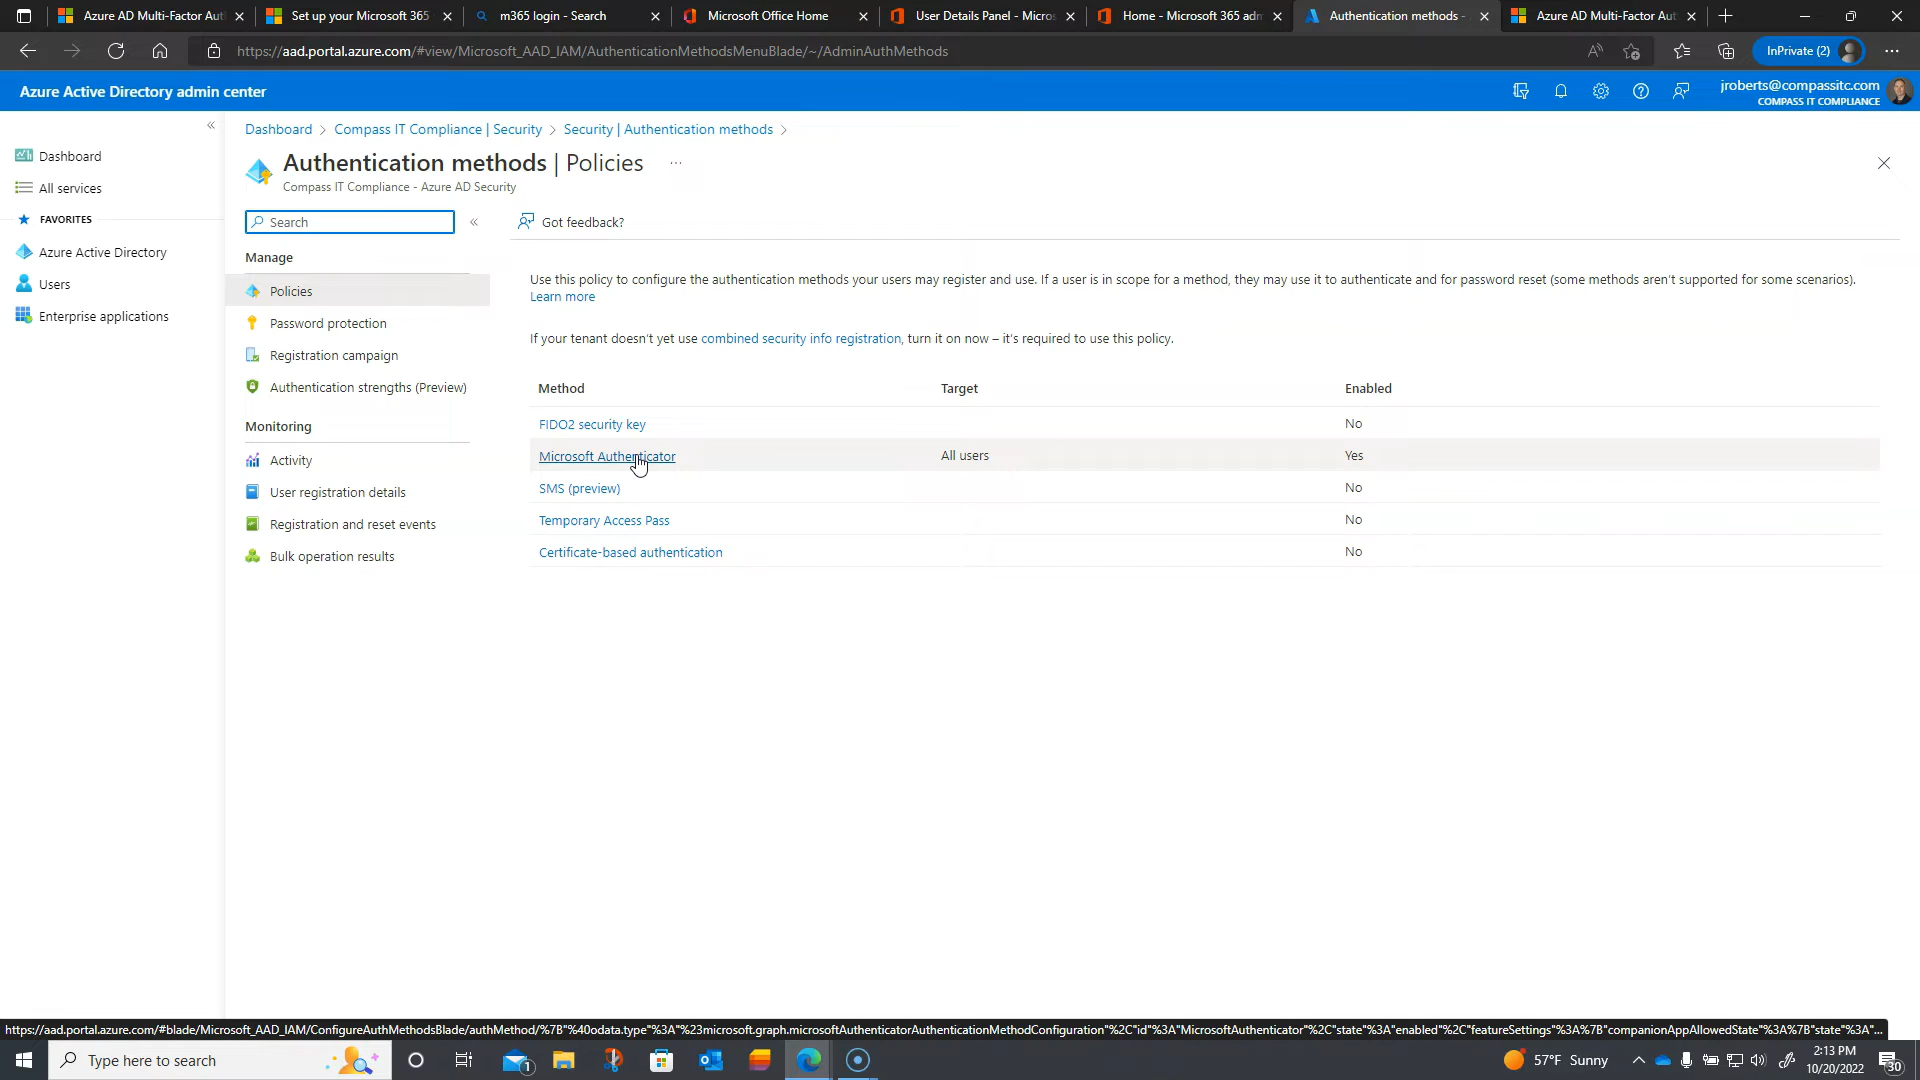 Azure AD Multi-Factor Aut
Set up your Microsoft 365
m365 login - Search
Microsoft Office Home
User Details Panel - Micros
Home - Microsoft 365 adm
Authentication methods -
Azure AD Multi-Factor Aut
https://aad.portal.azure.com/#view/Microsoft_AAD_IAM/AuthenticationMethodsMenuBlade/~/AdminAuthMethods
InPrivate (2)
Azure Active Directory admin center
jroberts@compassitc.com
COMPASS IT COMPLIANCE
Dashboard
All services
FAVORITES
Azure Active Directory
Users
Enterprise applications
Dashboard > Compass IT Compliance | Security > Security | Authentication methods >
Authentication methods | Policies ...
Compass IT Compliance - Azure AD Security
Search
Manage
Policies
Password protection
Registration campaign
Authentication strengths (Preview)
Monitoring
Activity
User registration details
Registration and reset events
Bulk operation results
Got feedback?
Use this policy to configure the authentication methods your users may register and use. If a user is in scope for a method, they may use it to authenticate and for password reset (some methods aren't supported for some scenarios).
Learn more
If your tenant doesn't yet use combined security info registration, turn it on now – it's required to use this policy.
Method Target Enabled
FIDO2 security key No
Microsoft Authenticator All users Yes
SMS (preview) No
Temporary Access Pass No
Certificate-based authentication No
https://aad.portal.azure.com/#blade/Microsoft_AAD_IAM/ConfigureAuthMethodsBlade/authMethod/%7B"%40odata.type"%3A"%23microsoft.graph.microsoftAuthenticatorAuthenticationMethodConfiguration"%2C"id"%3A"MicrosoftAuthenticator"%2C"state"%3A"enabled"%2C"featureSettings"%3A%7B"companionAppAllowedState"%3A%7B"state"%3A"...
Type here to search
1
57°F Sunny
2:13 PM
10/20/2022
30